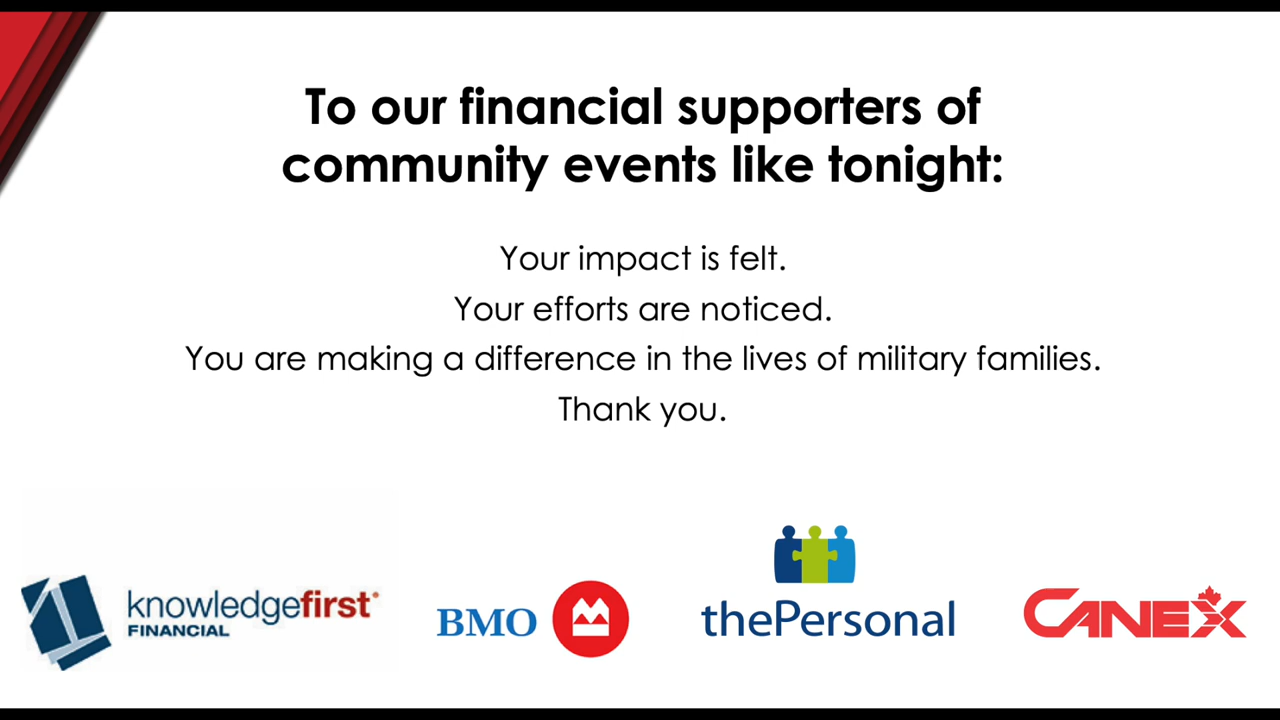 To our financial supporters of
community events like tonight:
Your impact is felt.
Your efforts are noticed.
You are making a difference in the lives of military families.
Thank you.
knowledgefirst
FINANCIAL
BMO
thePersonal
CANEX